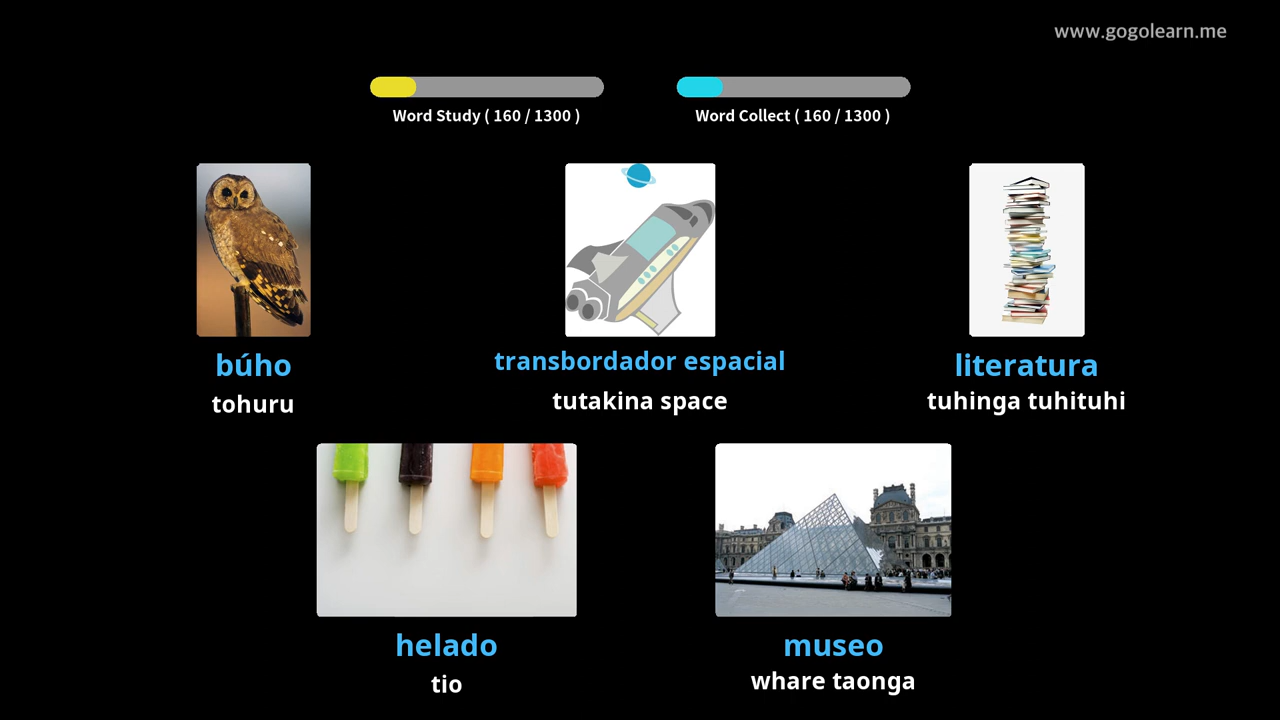 www.gogolearn.me
Word Study ( 160 / 1300 )
Word Collect ( 160 / 1300 )
búho
tohuru
transbordador espacial
tutakina space
literatura
tuhinga tuhituhi
helado
tio
museo
whare taonga